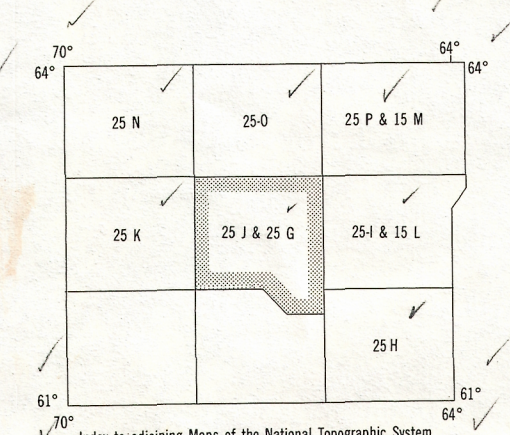 70° 64°
64° 64°
25 N 25-O 25 P & 15 M
25 K 25 J & 25 G 25-I & 15 L
25 H
61° 61°
70° 64°
Index to adjoining Maps of the National Topographic System